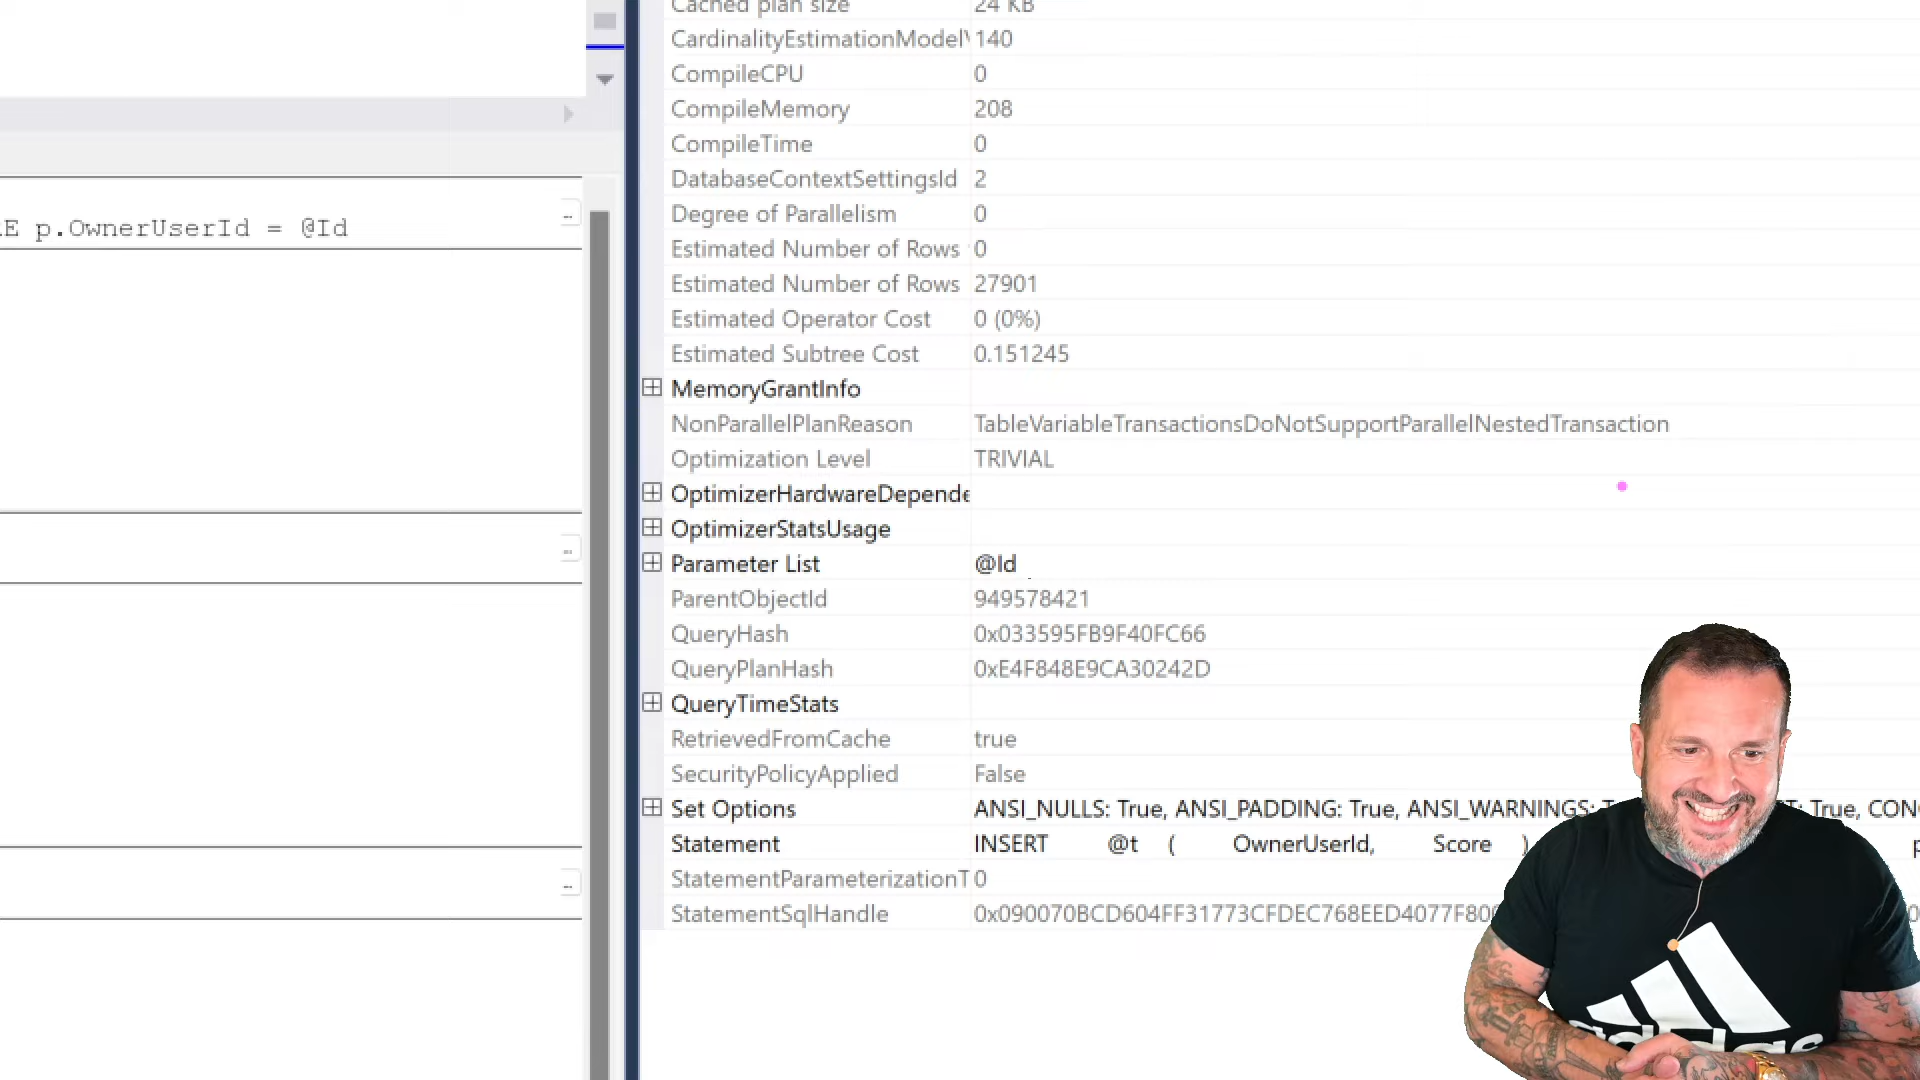 Cached plan size 24 KB
CardinalityEstimationModelV 140
CompileCPU 0
CompileMemory 208
CompileTime 0
DatabaseContextSettingsId 2
Degree of Parallelism 0
E p.OwnerUserId = @Id
Estimated Number of Rows 0
Estimated Number of Rows 27901
Estimated Operator Cost 0 (0%)
Estimated Subtree Cost 0.151245
MemoryGrantInfo
NonParallelPlanReason TableVariableTransactionsDoNotSupportParallelNestedTransaction
Optimization Level TRIVIAL
OptimizerHardwareDepende
OptimizerStatsUsage
Parameter List @Id
ParentObjectId 949578421
QueryHash 0x033595FB9F40FC66
QueryPlanHash 0xE4F848E9CA30242D
QueryTimeStats
RetrievedFromCache true
SecurityPolicyApplied False
Set Options ANSI_NULLS: True, ANSI_PADDING: True, ANSI_WARNINGS: True, CON
Statement INSERT @t ( OwnerUserId, Score ) p
StatementParameterizationT 0
StatementSqlHandle 0x090070BCD604FF31773CFDEC768EED4077F80
adidas